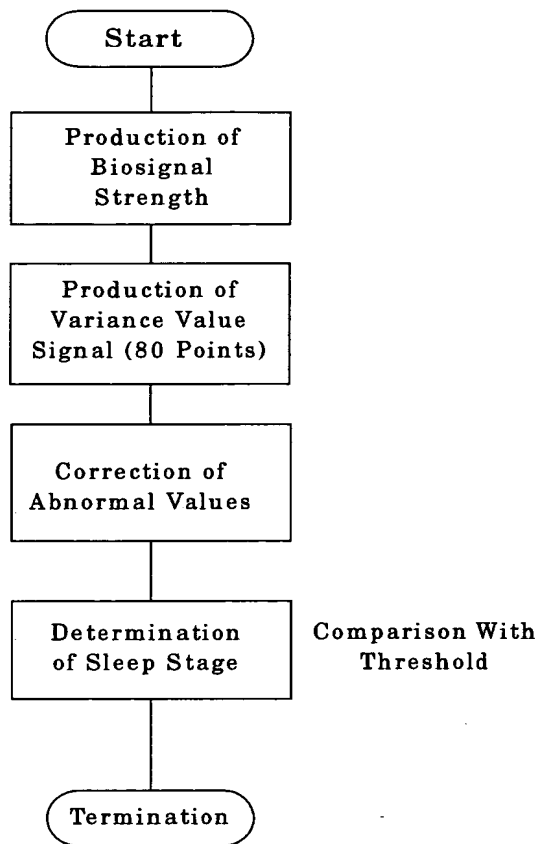 Start
Production of
Biosignal
Strength
Production of
Variance Value
Signal (80 Points)
Correction of
Abnormal Values
Determination
of Sleep Stage
Comparison With
Threshold
Termination